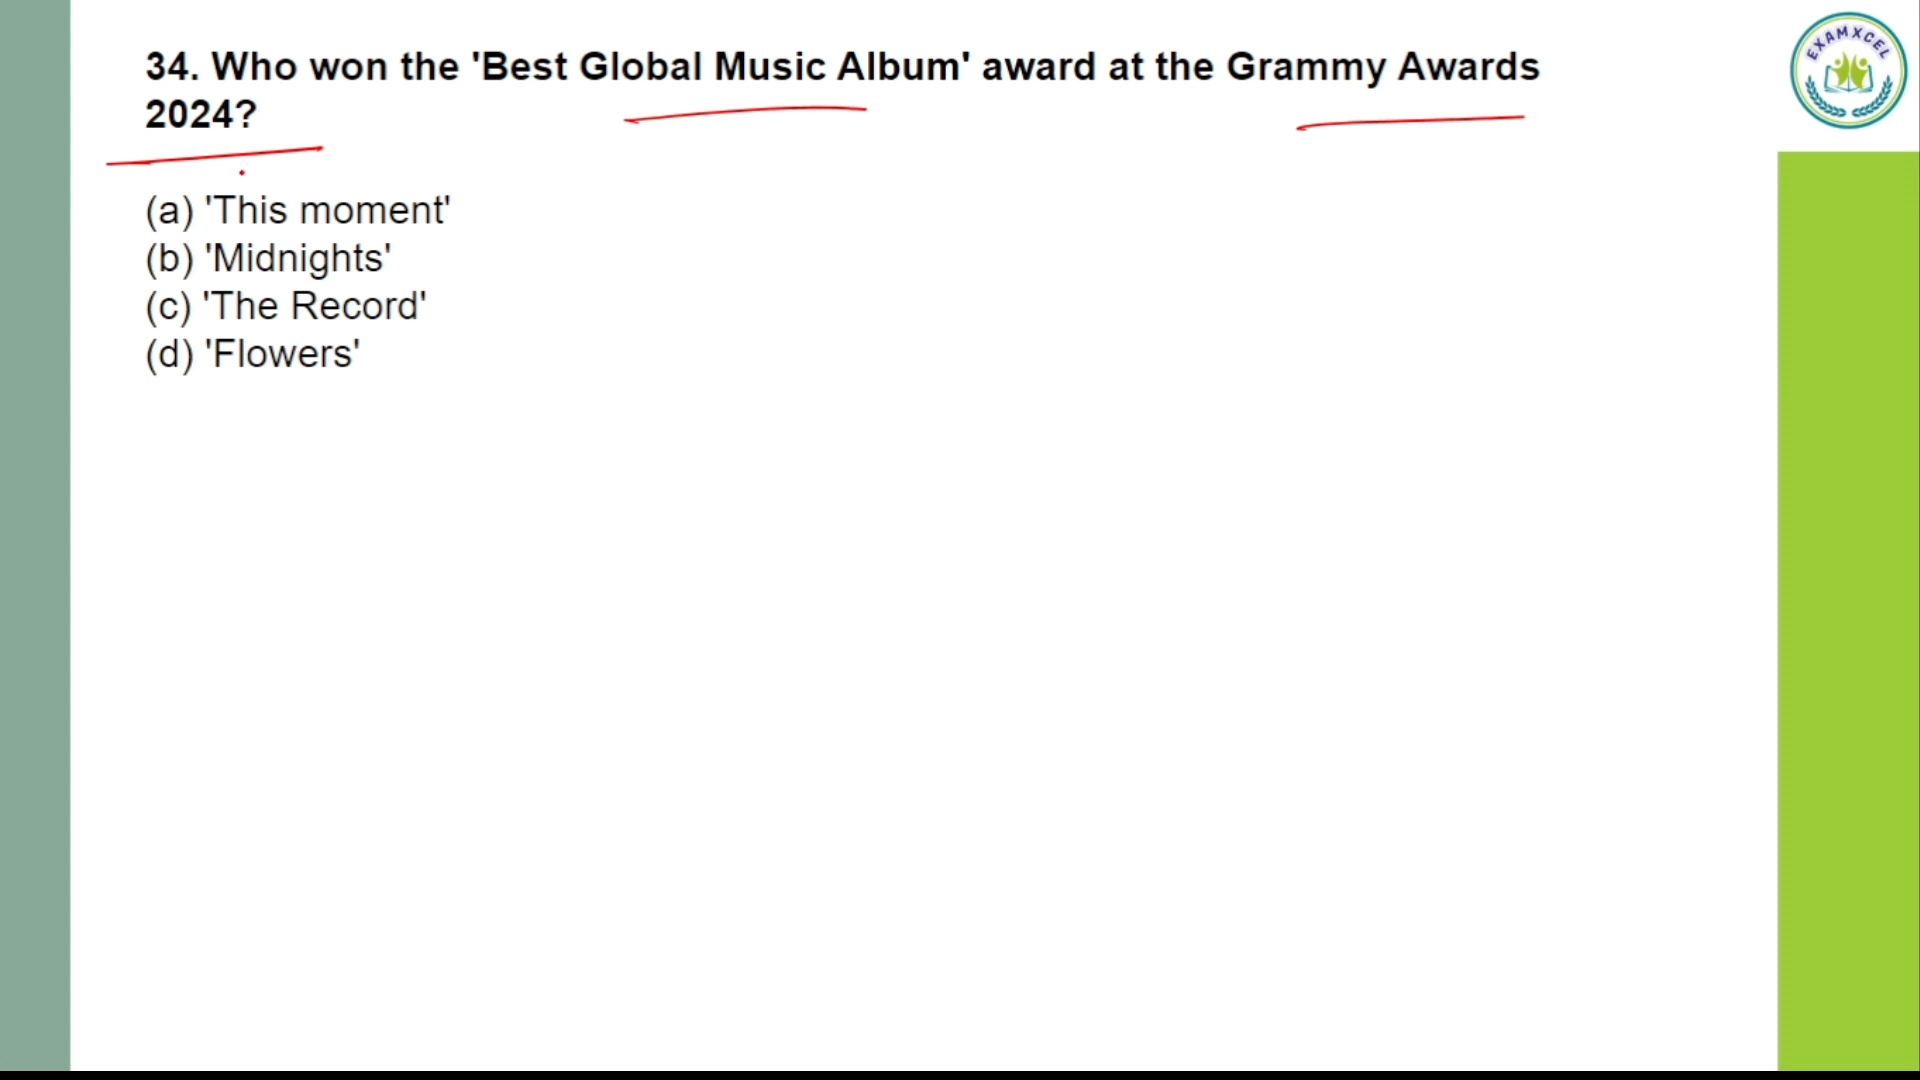 34. Who won the 'Best Global Music Album' award at the Grammy Awards
2024?
(a) 'This moment'
(b) 'Midnights'
(c) 'The Record'
(d) 'Flowers'
EXAMXCEL